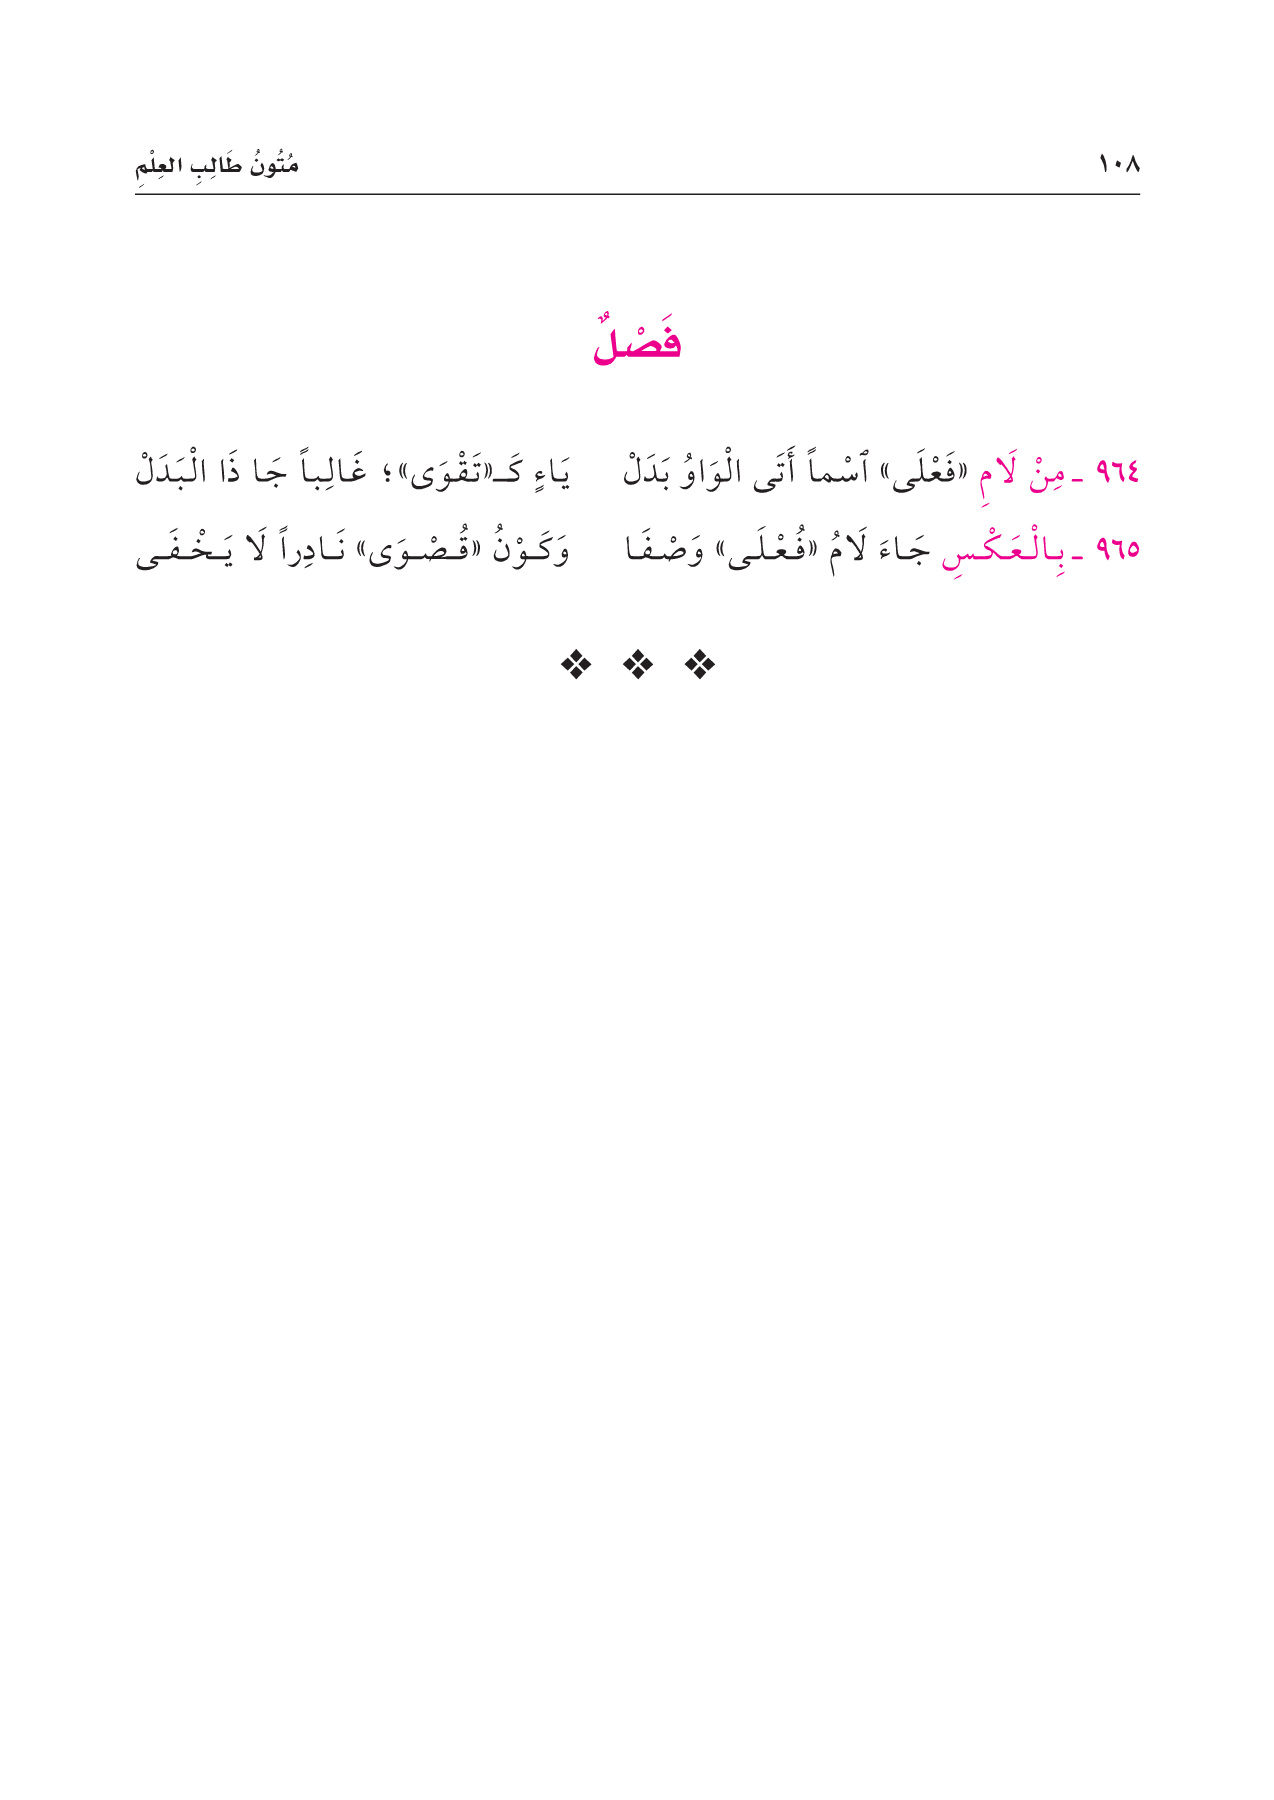 ١٠٨ مُتُونُ طَالِبِ العِلْمِ
فَصْلٌ
٩٦٤ ـ مِنْ لَامِ «فَعْلَى» ٱسْماً أَتَى الْوَاوُ بَدَلْ يَاءٍ كَـ«تَقْوَى»؛ غَالِباً جَا ذَا الْبَدَلْ
٩٦٥ ـ بِالْعَكْسِ جَاءَ لَامُ «فُعْلَى» وَصْفَا وَكَوْنُ «قُصْوَى» نَادِراً لَا يَخْفَى